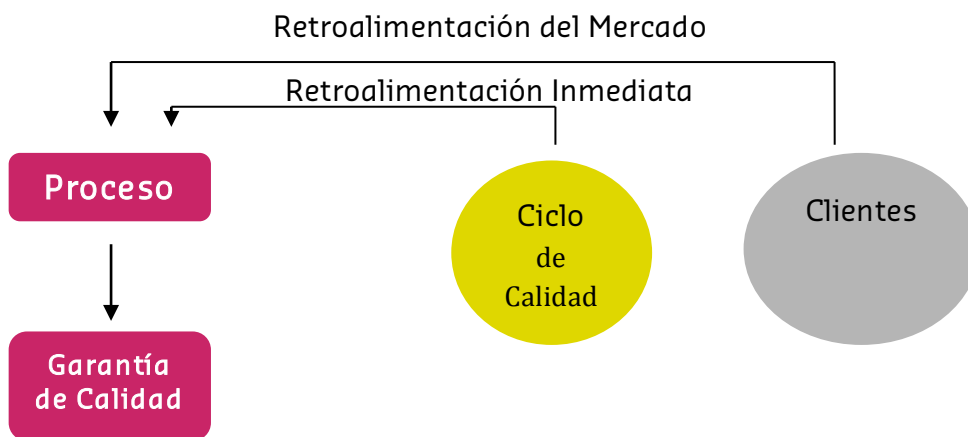 Retroalimentación del Mercado
Retroalimentación Inmediata
Proceso
Ciclo
de
Calidad
Clientes
Garantía
de Calidad